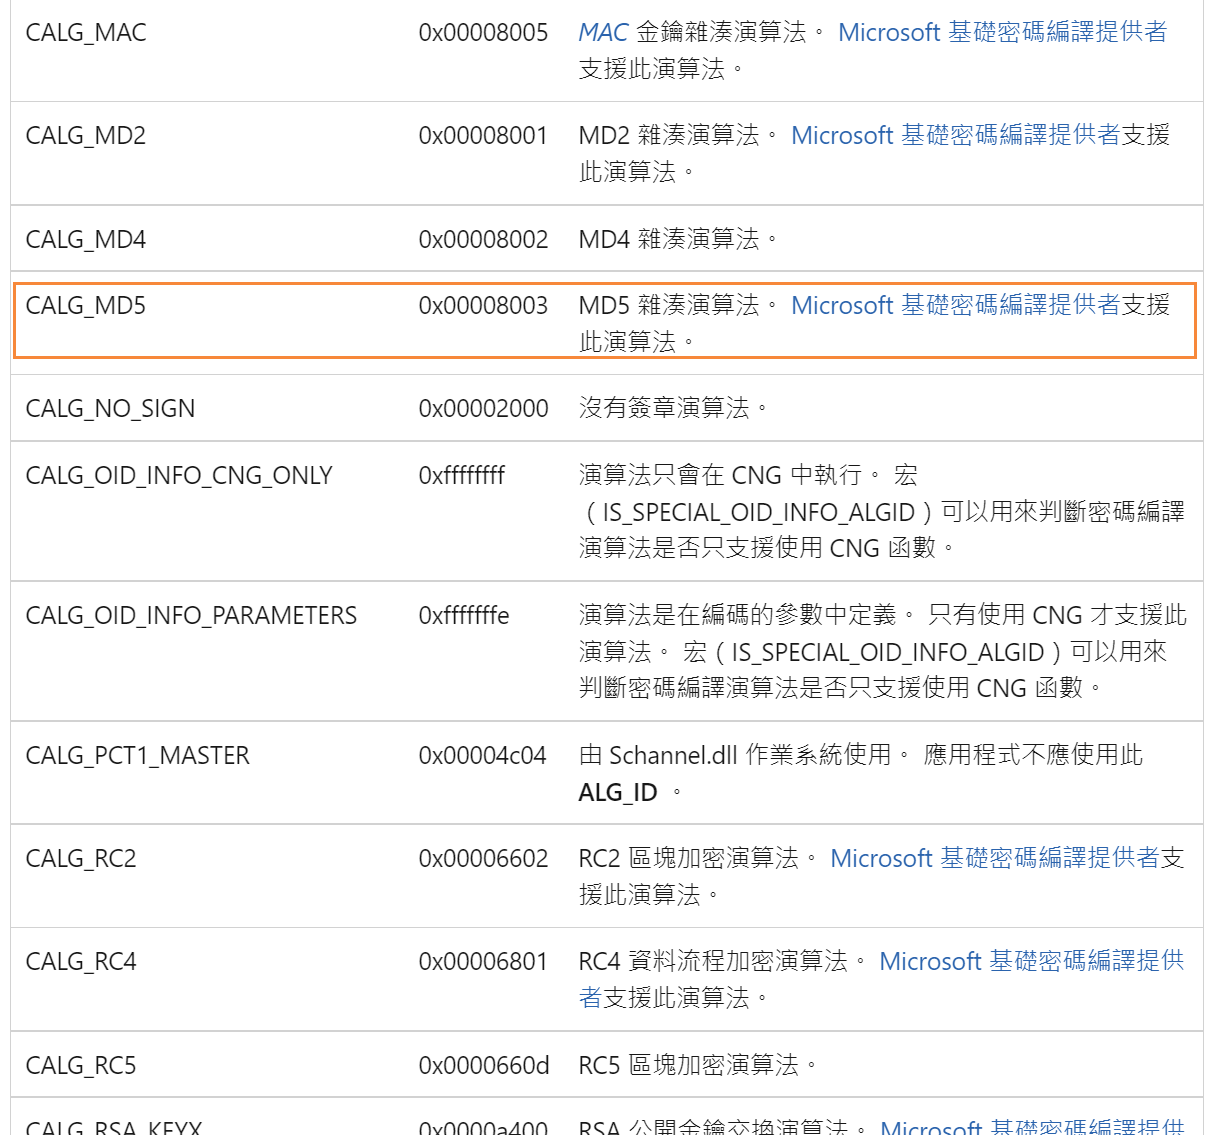 CALG_MAC 0x00008005 MAC 金鑰雜湊演算法。 Microsoft 基礎密碼編譯提供者
支援此演算法。
CALG_MD2 0x00008001 MD2 雜湊演算法。 Microsoft 基礎密碼編譯提供者支援
此演算法。
CALG_MD4 0x00008002 MD4 雜湊演算法。
CALG_MD5 0x00008003 MD5 雜湊演算法。 Microsoft 基礎密碼編譯提供者支援
此演算法。
CALG_NO_SIGN 0x00002000 沒有簽章演算法。
CALG_OID_INFO_CNG_ONLY 0xffffffff 演算法只會在 CNG 中執行。 宏
（IS_SPECIAL_OID_INFO_ALGID）可以用來判斷密碼編譯
演算法是否只支援使用 CNG 函數。
CALG_OID_INFO_PARAMETERS 0xfffffffe 演算法是在編碼的參數中定義。 只有使用 CNG 才支援此
演算法。 宏（IS_SPECIAL_OID_INFO_ALGID）可以用來
判斷密碼編譯演算法是否只支援使用 CNG 函數。
CALG_PCT1_MASTER 0x00004c04 由 Schannel.dll 作業系統使用。 應用程式不應使用此
ALG_ID 。
CALG_RC2 0x00006602 RC2 區塊加密演算法。 Microsoft 基礎密碼編譯提供者支
援此演算法。
CALG_RC4 0x00006801 RC4 資料流程加密演算法。 Microsoft 基礎密碼編譯提供
者支援此演算法。
CALG_RC5 0x0000660d RC5 區塊加密演算法。
CALG_RSA_KEYX 0x0000a400 RSA 公開金鑰交換演算法。 Microsoft 基礎密碼編譯提供